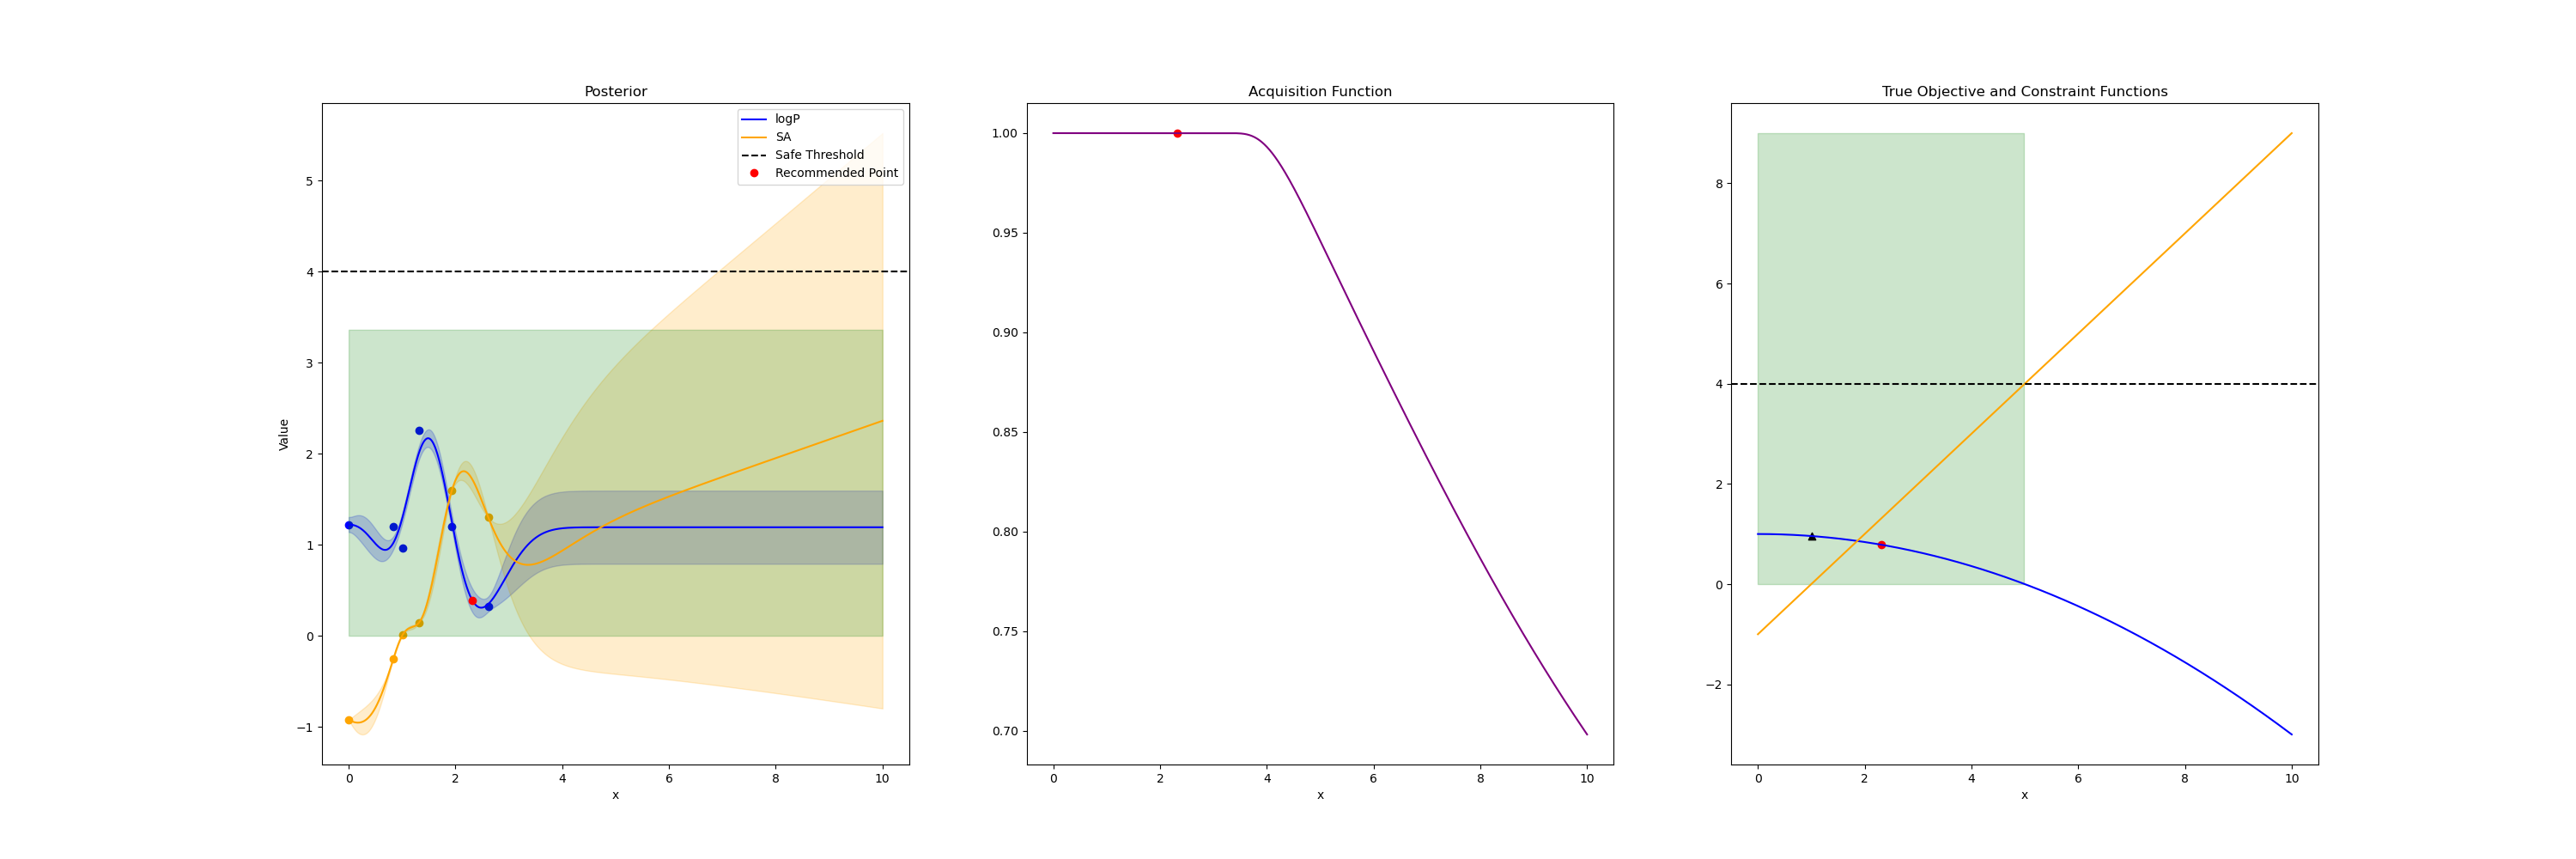 Posterior
logP
SA
Safe Threshold
Recommended Point
5
4
3
2
1
0
−1
Value
0 2 4 6 8 10
x
Acquisition Function
1.00
0.95
0.90
0.85
0.80
0.75
0.70
0 2 4 6 8 10
x
True Objective and Constraint Functions
8
6
4
2
0
−2
0 2 4 6 8 10
x